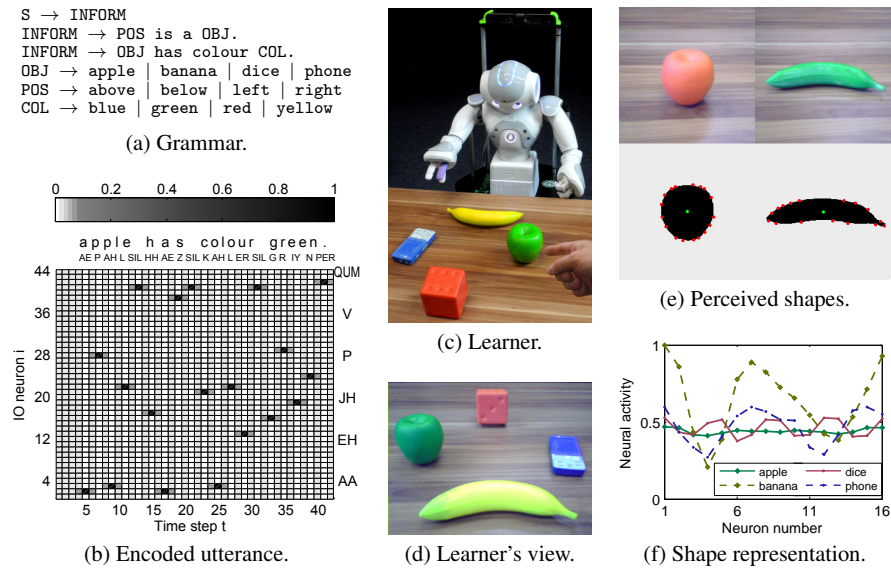 S → INFORM
INFORM → POS is a OBJ.
INFORM → OBJ has colour COL.
OBJ → apple | banana | dice | phone
POS → above | below | left | right
COL → blue | green | red | yellow
(a) Grammar.
0 0.2 0.4 0.6 0.8 1
apple has colour green.
AE P AH L SIL HH AE Z SIL K AH L ER SIL G R IY N PER
44 QUM
36 V
28 P
20 JH
12 EH
4 AA
IO neuron i
5 10 15 20 25 30 35 40
Time step t
(b) Encoded utterance.
(c) Learner.
(d) Learner's view.
(e) Perceived shapes.
1
0.5
0
Neural activity
apple dice
banana phone
1 6 11 16
Neuron number
(f) Shape representation.